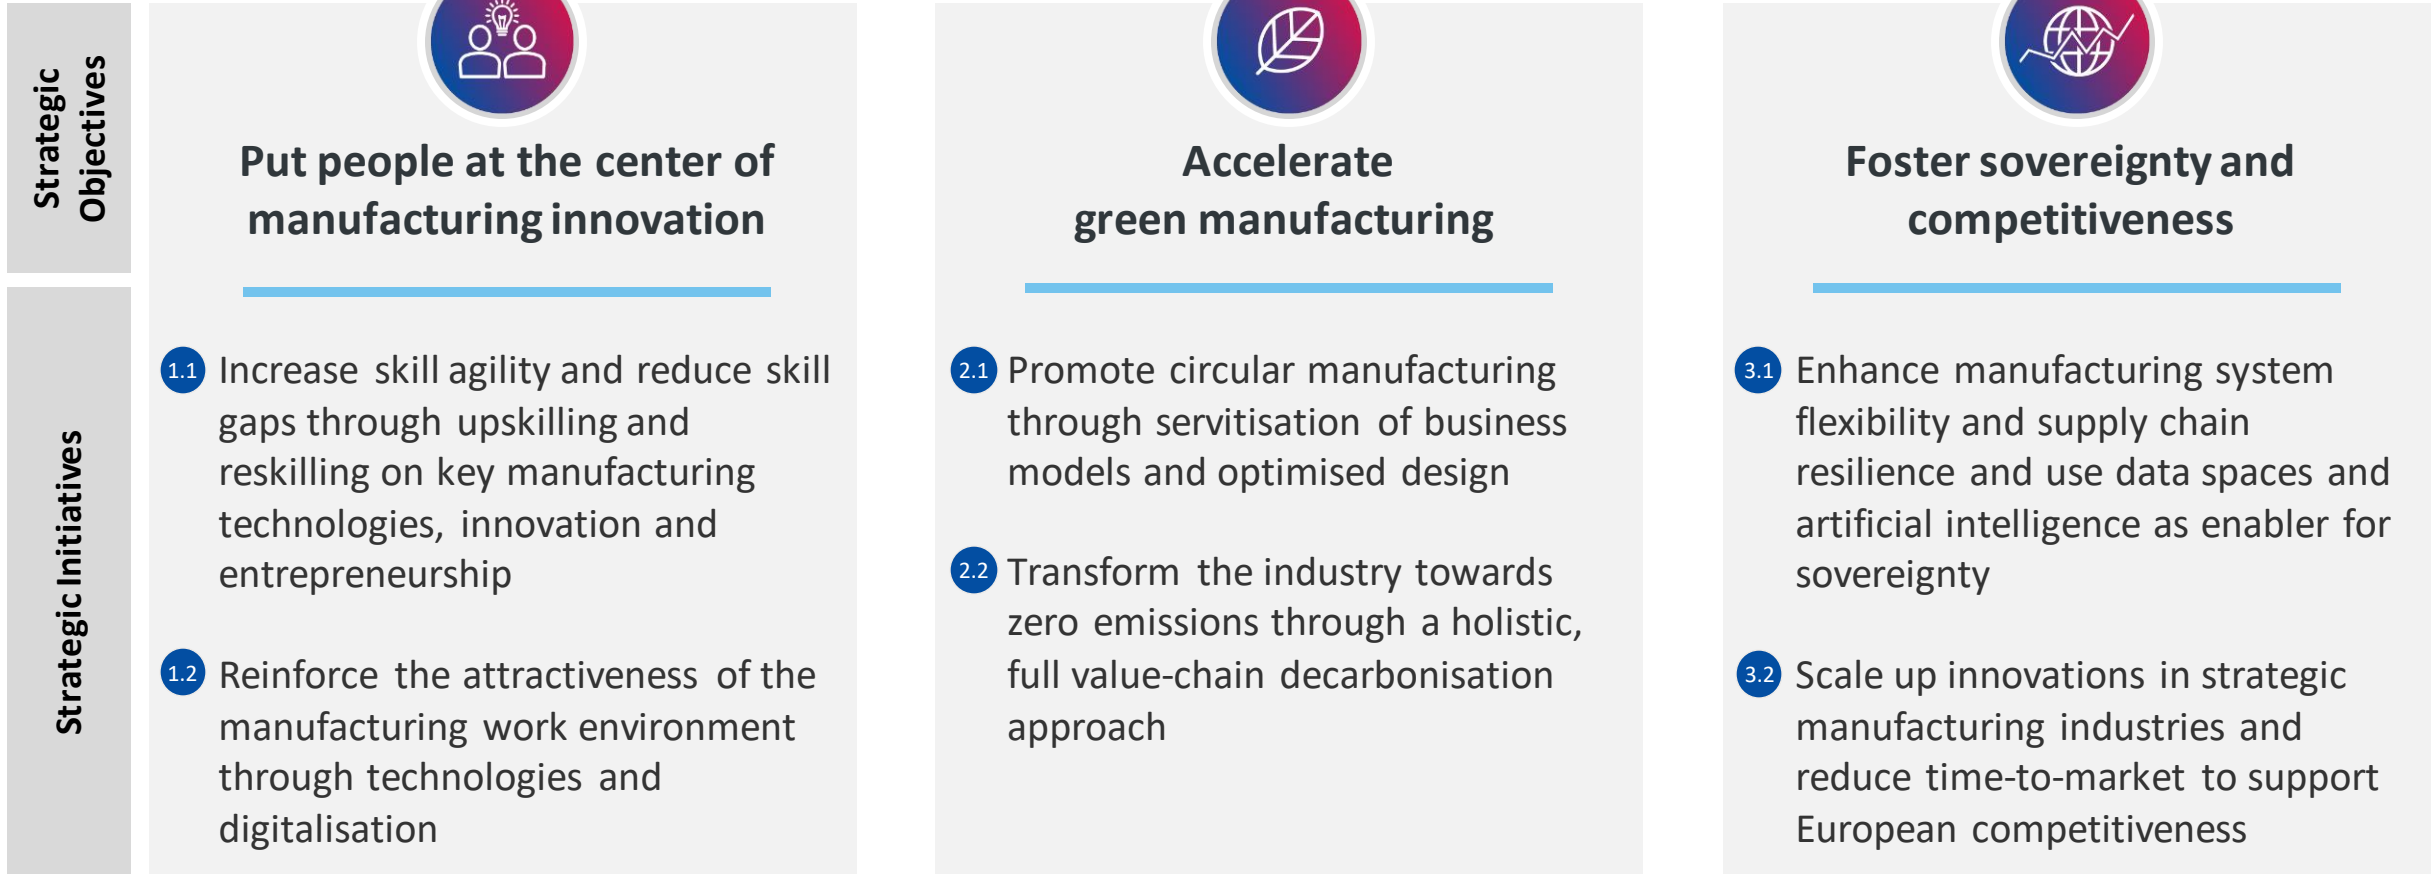 Strategic
Objectives
Put people at the center of
manufacturing innovation
Accelerate
green manufacturing
Foster sovereignty and
competitiveness
Strategic Initiatives
1.1 Increase skill agility and reduce skill
gaps through upskilling and
reskilling on key manufacturing
technologies, innovation and
entrepreneurship
1.2 Reinforce the attractiveness of the
manufacturing work environment
through technologies and
digitalisation
2.1 Promote circular manufacturing
through servitisation of business
models and optimised design
2.2 Transform the industry towards
zero emissions through a holistic,
full value-chain decarbonisation
approach
3.1 Enhance manufacturing system
flexibility and supply chain
resilience and use data spaces and
artificial intelligence as enabler for
sovereignty
3.2 Scale up innovations in strategic
manufacturing industries and
reduce time-to-market to support
European competitiveness